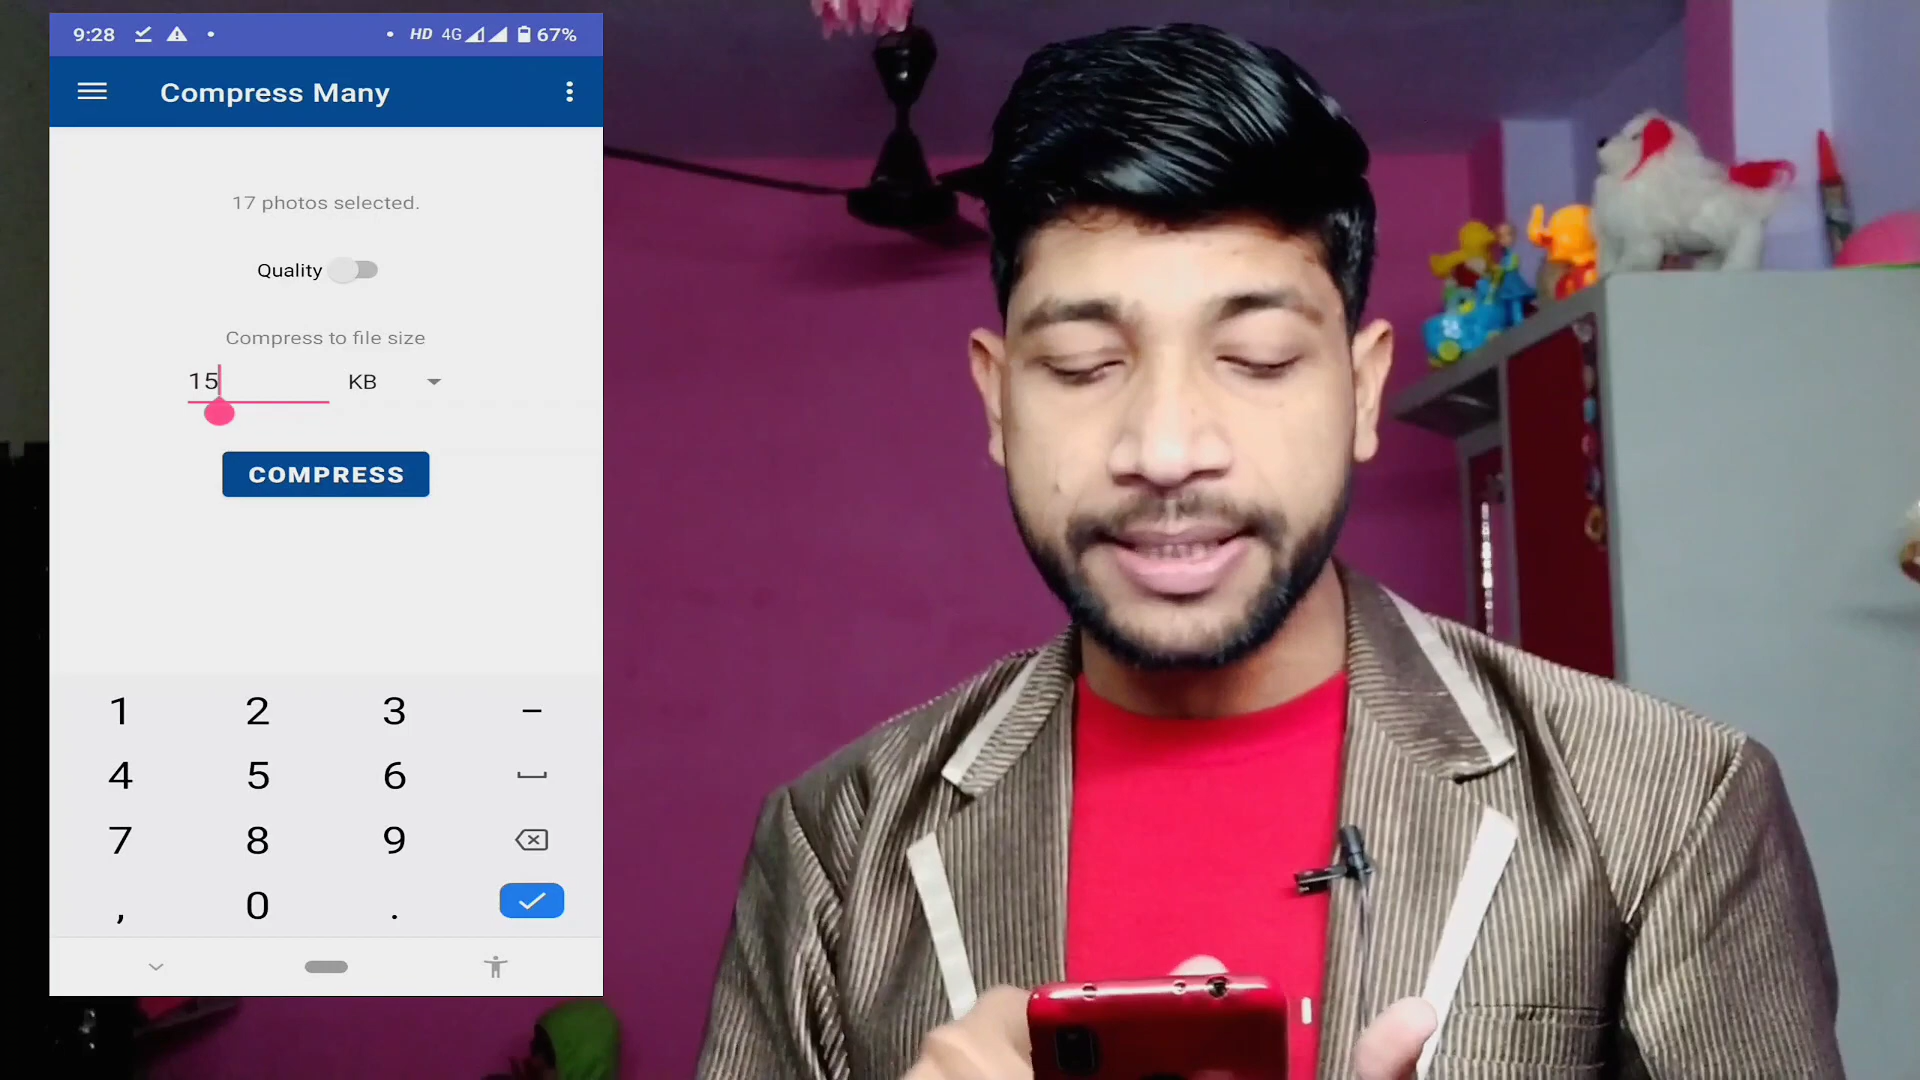 9:28 HD 4G 67%
Compress Many
17 photos selected.
Quality
Compress to file size
15 KB
COMPRESS
1 2 3 -
4 5 6
7 8 9
, 0 .